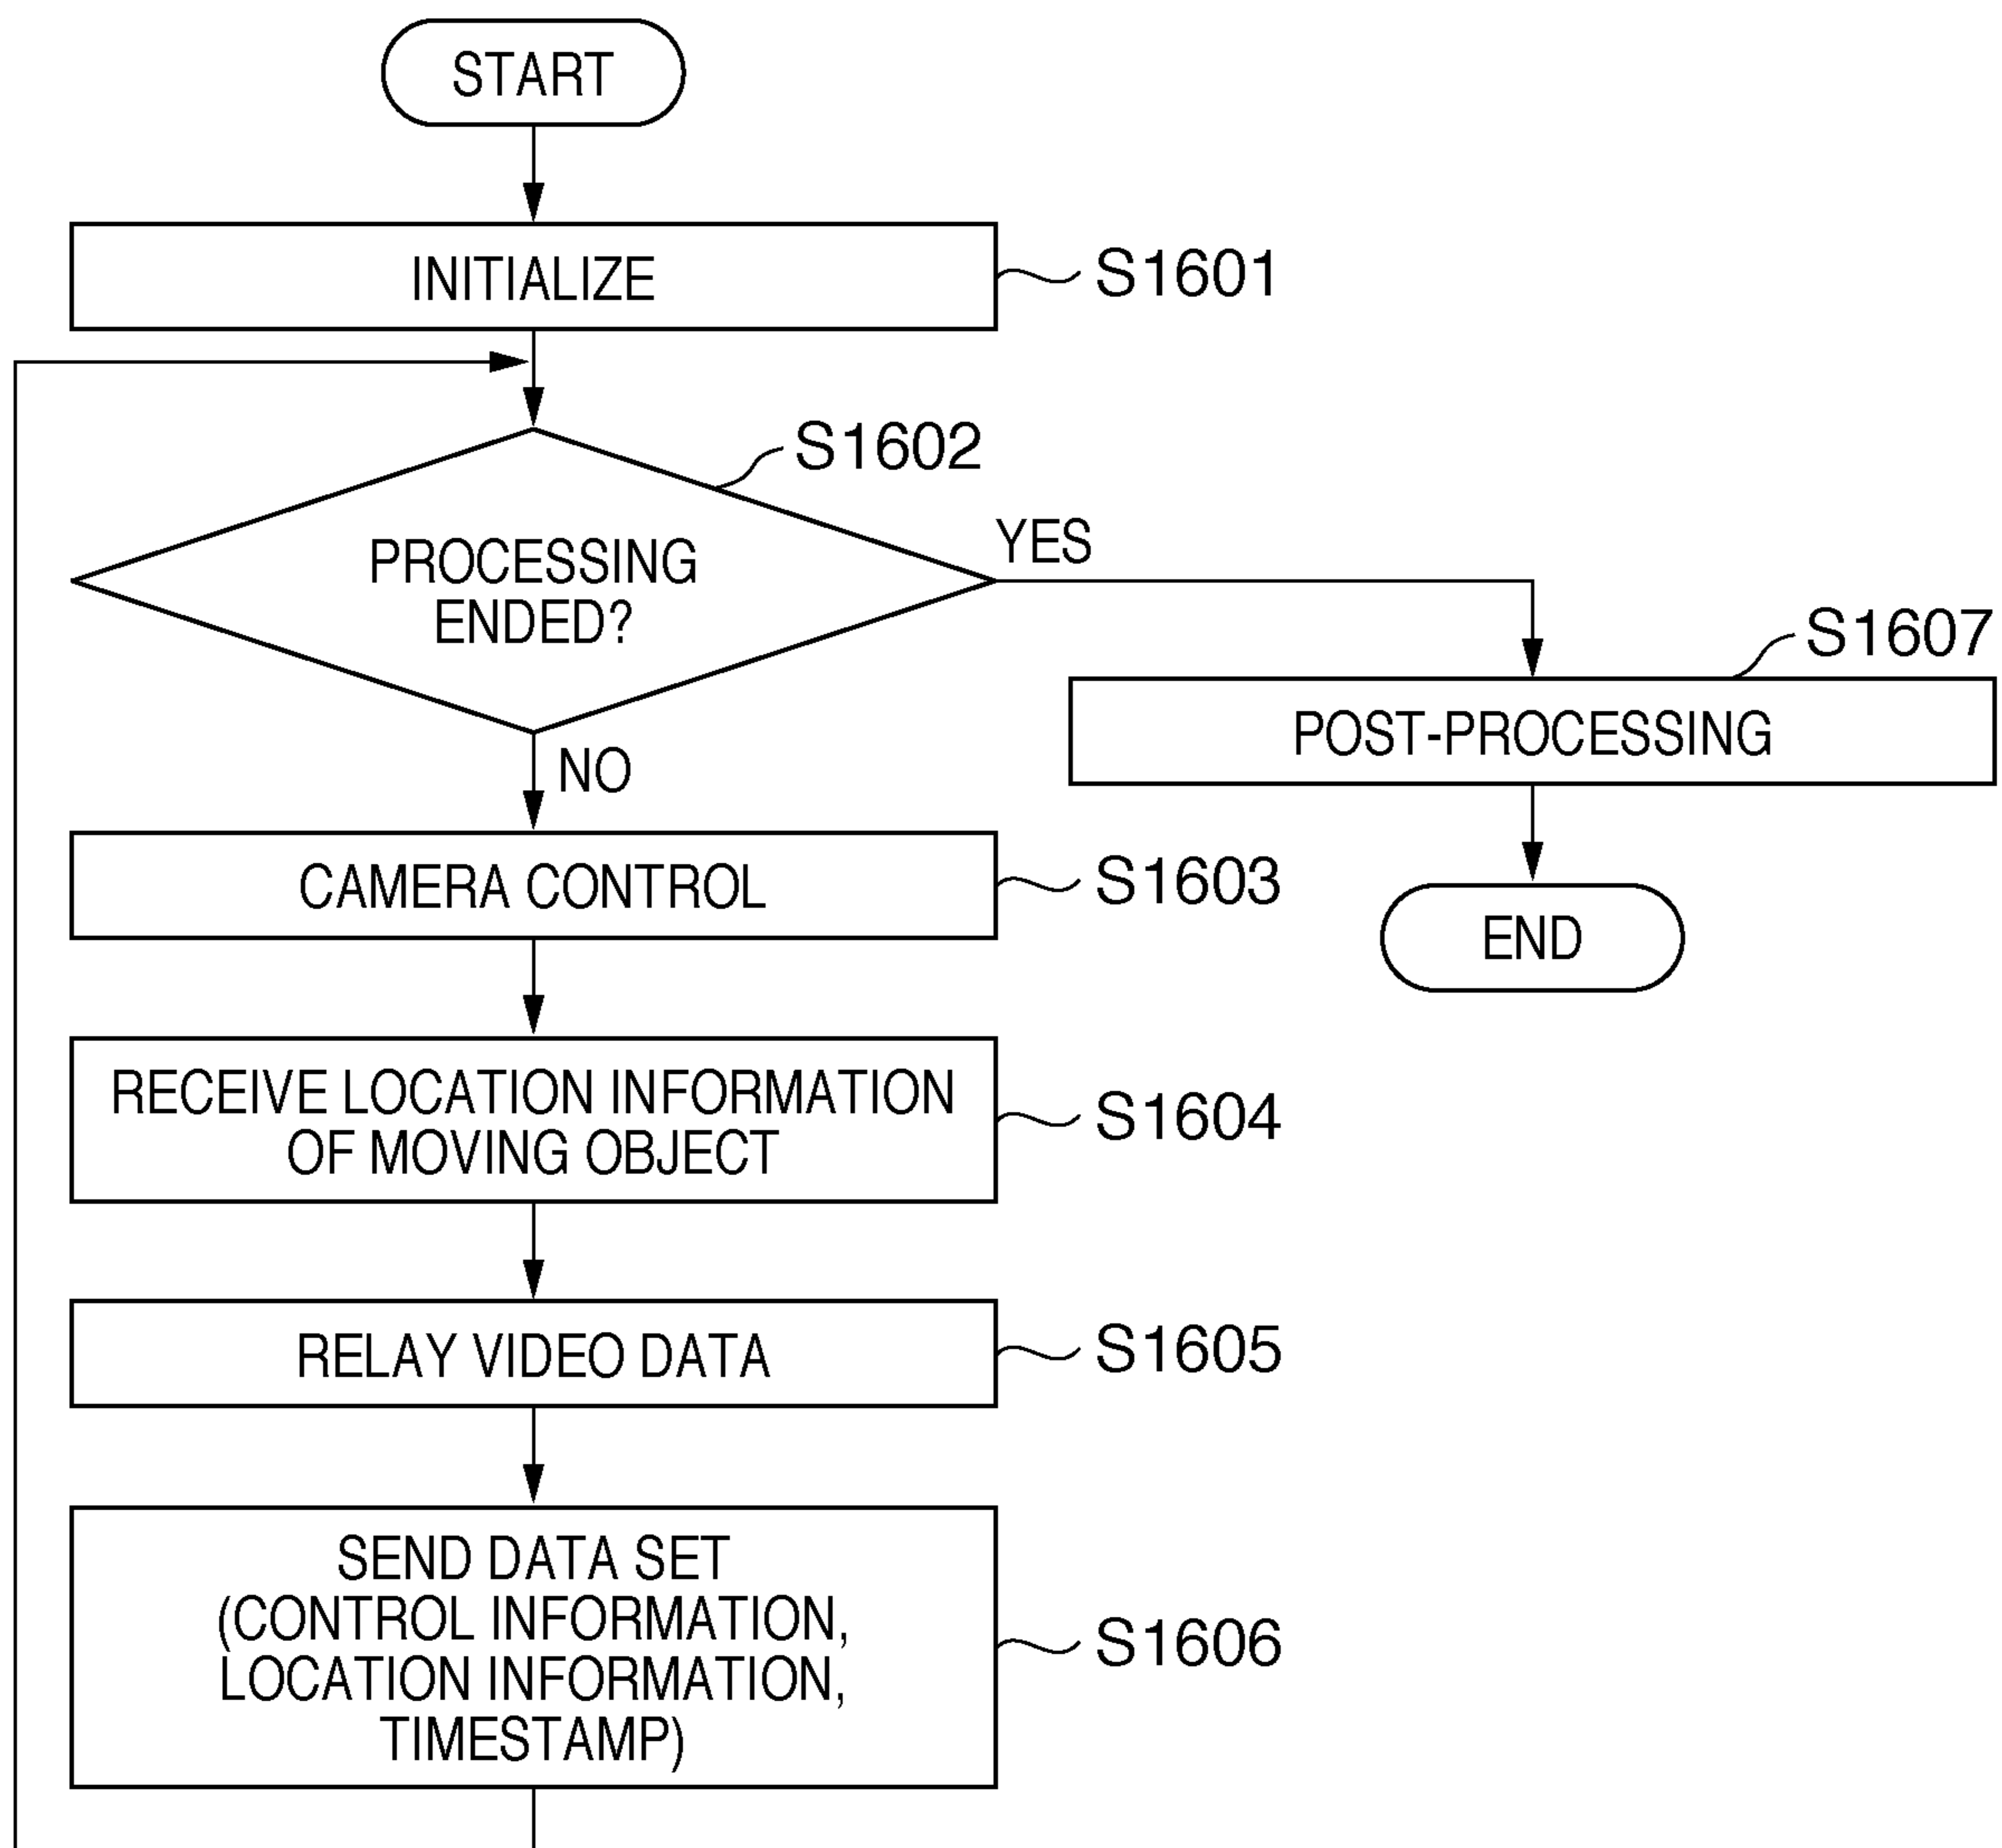 START
INITIALIZE
S1601
S1602
PROCESSING
ENDED?
YES
S1607
POST-PROCESSING
NO
CAMERA CONTROL
S1603
END
RECEIVE LOCATION INFORMATION
OF MOVING OBJECT
S1604
RELAY VIDEO DATA
S1605
SEND DATA SET
(CONTROL INFORMATION,
LOCATION INFORMATION,
TIMESTAMP)
S1606